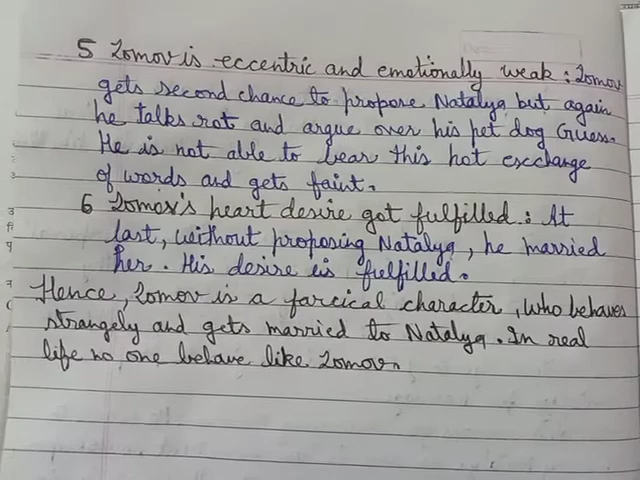 5 Lomov is eccentric and emotionally weak : Lomov
gets second chance to propose Natalya but again
he talks rot and argue over his pet dog Guess.
He is not able to bear this hot exchange
of words and gets faint.
6 Lomov's heart desire got fulfilled : At
last, without proposing Natalya, he married
her. His desire is fulfilled.
Hence, Lomov is a farcical character, who behaves
strangely and gets married to Natalya. In real
life no one behave like Lomov.